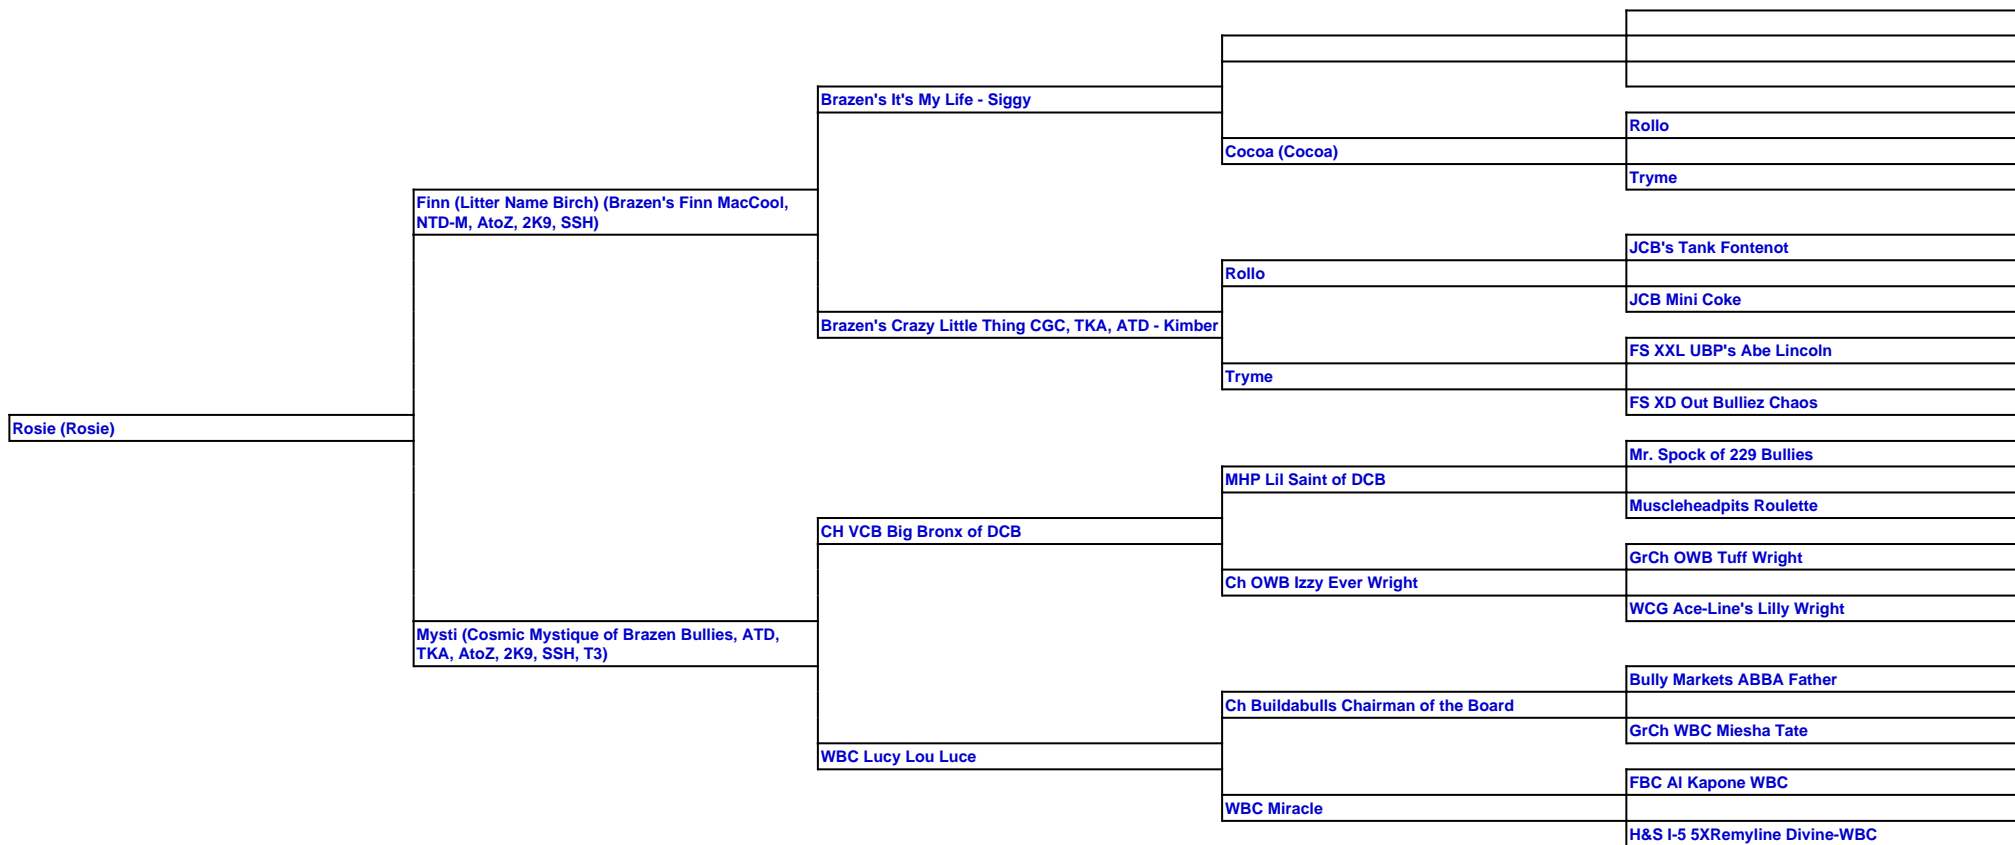 Brazen's It's My Life - Siggy
Rollo
Cocoa (Cocoa)
Tryme
Finn (Litter Name Birch) (Brazen's Finn MacCool,
NTD-M, AtoZ, 2K9, SSH)
JCB's Tank Fontenot
Rollo
JCB Mini Coke
Brazen's Crazy Little Thing CGC, TKA, ATD - Kimber
FS XXL UBP's Abe Lincoln
Tryme
FS XD Out Bulliez Chaos
Rosie (Rosie)
Mr. Spock of 229 Bullies
MHP Lil Saint of DCB
Muscleheadpits Roulette
CH VCB Big Bronx of DCB
GrCh OWB Tuff Wright
Ch OWB Izzy Ever Wright
WCG Ace-Line's Lilly Wright
Mysti (Cosmic Mystique of Brazen Bullies, ATD,
TKA, AtoZ, 2K9, SSH, T3)
Bully Markets ABBA Father
Ch Buildabulls Chairman of the Board
GrCh WBC Miesha Tate
WBC Lucy Lou Luce
FBC Al Kapone WBC
WBC Miracle
H&S I-5 5XRemyline Divine-WBC